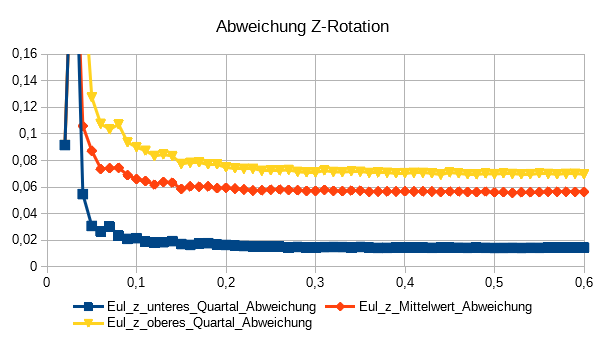 Abweichung Z-Rotation
0,16
0,14
0,12
0,1
0,08
0,06
0,04
0,02
0
0 0,1 0,2 0,3 0,4 0,5 0,6
Eul_z_unteres_Quartal_Abweichung Eul_z_Mittelwert_Abweichung
Eul_z_oberes_Quartal_Abweichung